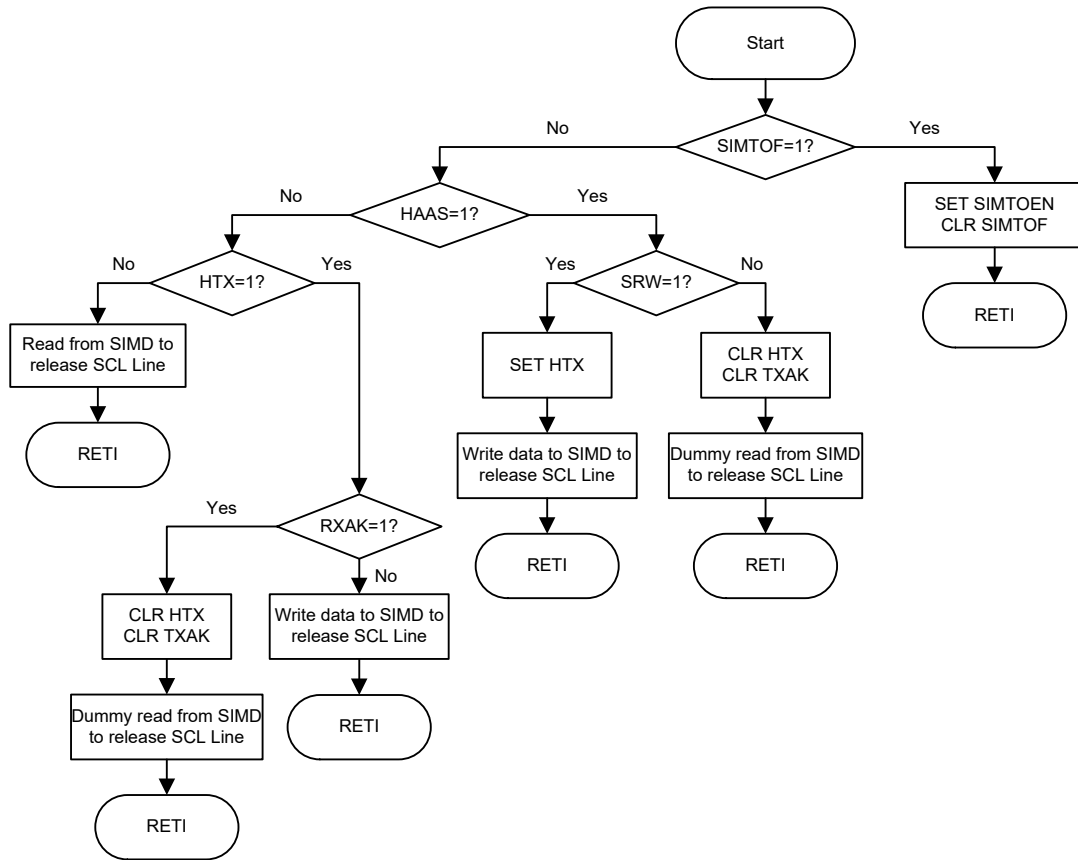 Start
SIMTOF=1?
No
Yes
SET SIMTOEN
CLR SIMTOF
RETI
HAAS=1?
No
Yes
HTX=1?
No
Yes
SRW=1?
Yes
No
Read from SIMD to
release SCL Line
RETI
SET HTX
CLR HTX
CLR TXAK
Write data to SIMD to
release SCL Line
Dummy read from SIMD
to release SCL Line
RETI
RETI
RXAK=1?
Yes
No
CLR HTX
CLR TXAK
Write data to SIMD to
release SCL Line
Dummy read from SIMD
to release SCL Line
RETI
RETI